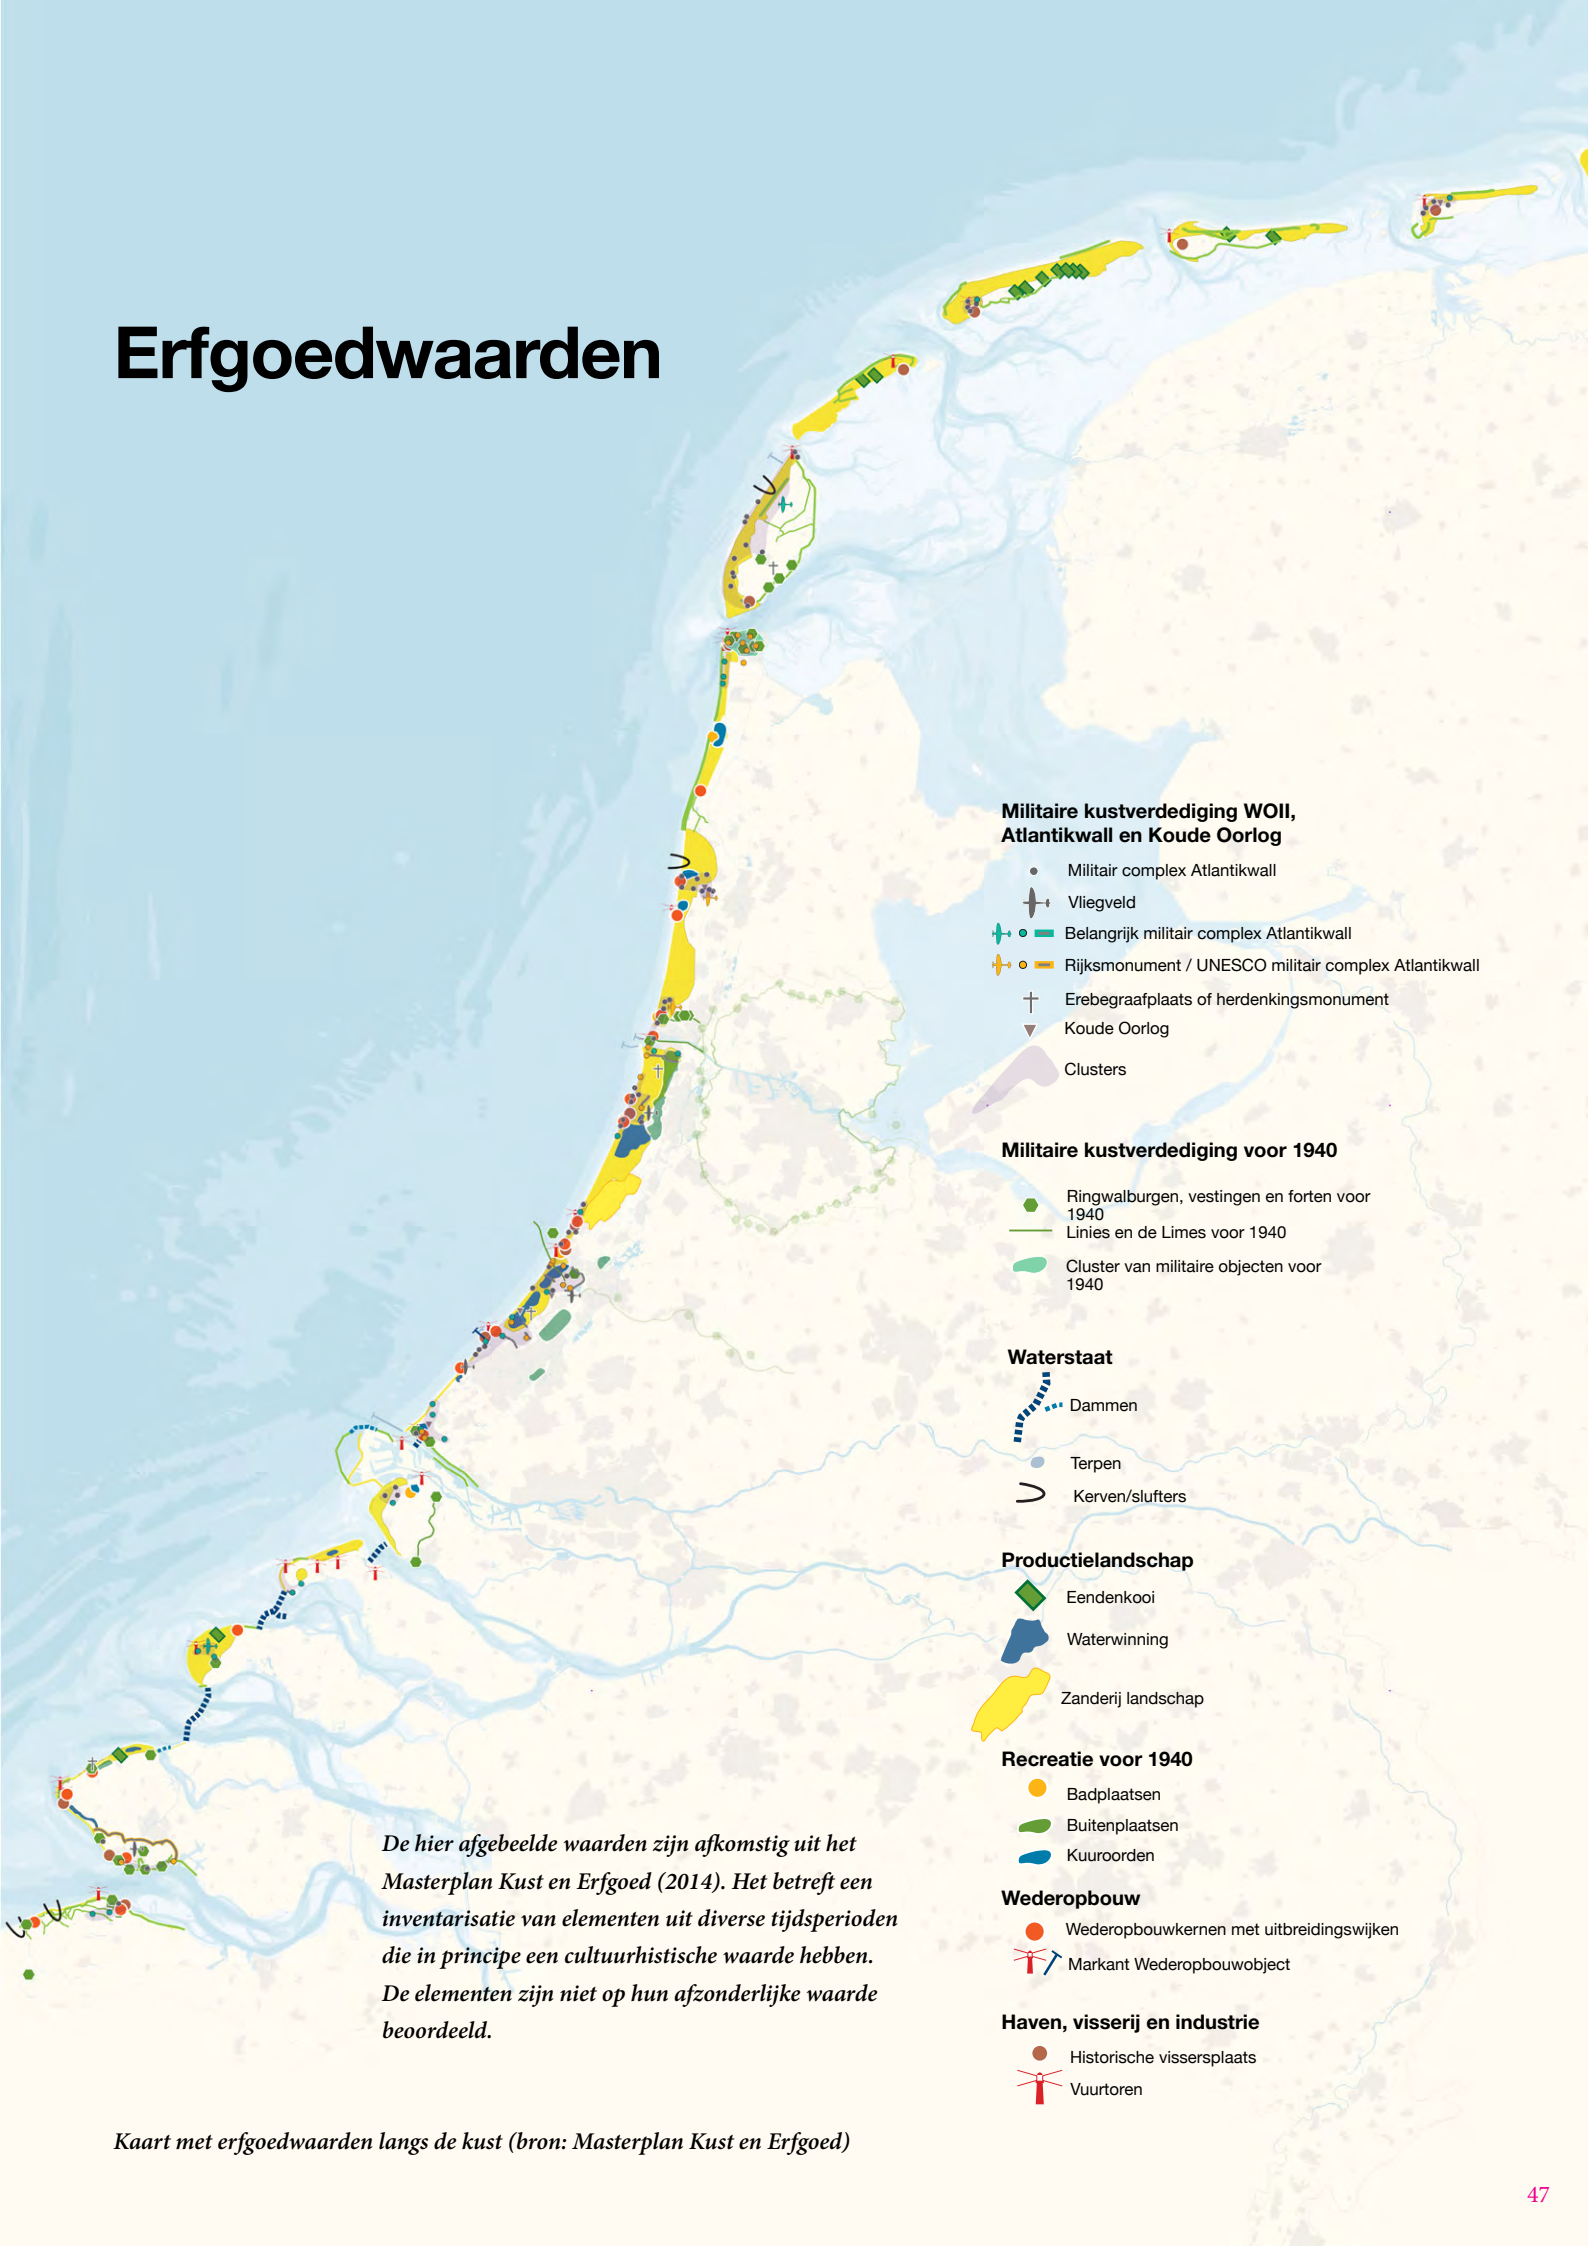 Erfgoedwaarden
Militaire kustverdediging WOII,
Atlantikwall en Koude Oorlog
Militair complex Atlantikwall
Vliegveld
Belangrijk militair complex Atlantikwall
Rijksmonument / UNESCO militair complex Atlantikwall
Erebegraafplaats of herdenkingsmonument
Koude Oorlog
Clusters
Militaire kustverdediging voor 1940
Ringwalburgen, vestingen en forten voor
1940
Linies en de Limes voor 1940
Cluster van militaire objecten voor
1940
Waterstaat
Dammen
Terpen
Kerven/slufters
Productielandschap
Eendenkooi
Waterwinning
Zanderij landschap
Recreatie voor 1940
Badplaatsen
Buitenplaatsen
Kuuroorden
Wederopbouw
Wederopbouwkernen met uitbreidingswijken
Markant Wederopbouwobject
Haven, visserij en industrie
Historische vissersplaats
Vuurtoren
De hier afgebeelde waarden zijn afkomstig uit het
Masterplan Kust en Erfgoed (2014). Het betreft een
inventarisatie van elementen uit diverse tijdsperioden
die in principe een cultuurhistische waarde hebben.
De elementen zijn niet op hun afzonderlijke waarde
beoordeeld.
Kaart met erfgoedwaarden langs de kust (bron: Masterplan Kust en Erfgoed)
47